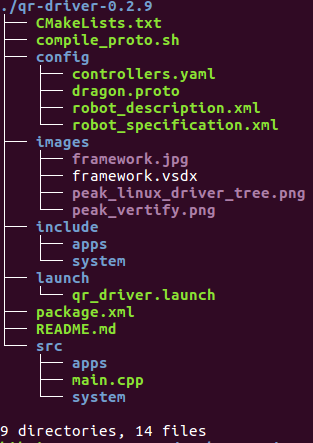 ./qr-driver-0.2.9
├── CMakeLists.txt
├── compile_proto.sh
├── config
│   ├── controllers.yaml
│   ├── dragon.proto
│   ├── robot_description.xml
│   └── robot_specification.xml
├── images
│   ├── framework.jpg
│   ├── framework.vsdx
│   ├── peak_linux_driver_tree.png
│   └── peak_vertify.png
├── include
│   ├── apps
│   └── system
├── launch
│   └── qr_driver.launch
├── package.xml
├── README.md
└── src
    ├── apps
    ├── main.cpp
    └── system
9 directories, 14 files